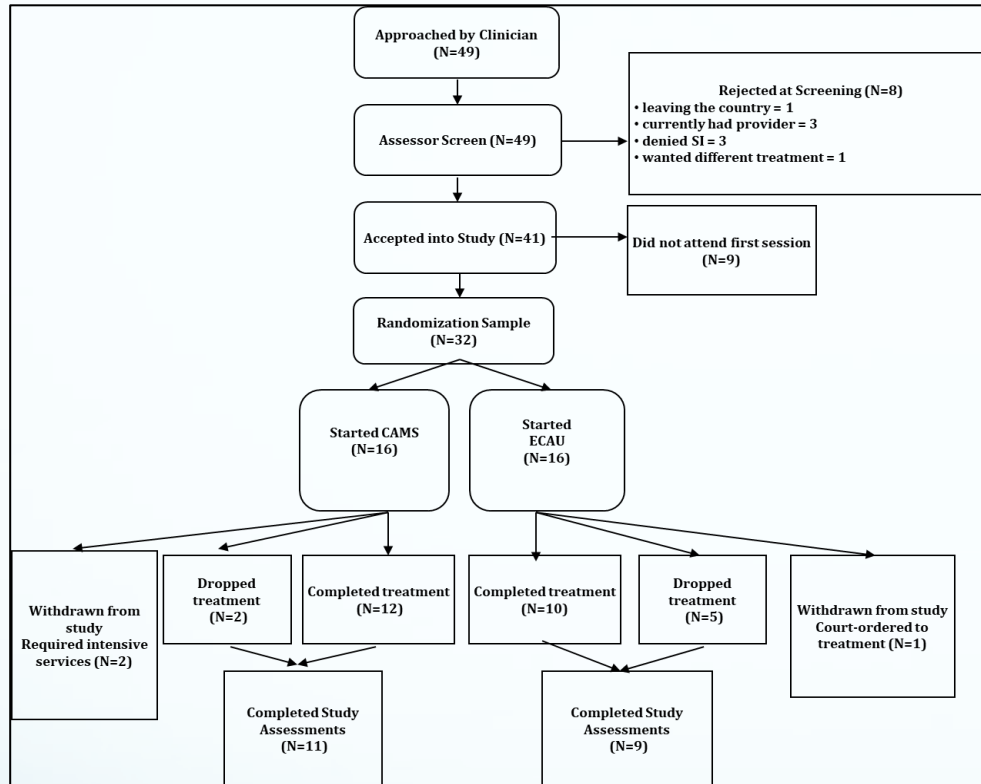 Approached by Clinician
(N=49)
Rejected at Screening (N=8)
• leaving the country = 1
• currently had provider = 3
• denied SI = 3
• wanted different treatment = 1
Assessor Screen (N=49)
Accepted into Study (N=41)
Did not attend first session
(N=9)
Randomization Sample
(N=32)
Started CAMS
(N=16)
Started
ECAU
(N=16)
Withdrawn from
study
Required intensive
services (N=2)
Dropped
treatment
(N=2)
Completed treatment
(N=12)
Completed treatment
(N=10)
Dropped
treatment
(N=5)
Withdrawn from study
Court-ordered to
treatment (N=1)
Completed Study
Assessments
(N=11)
Completed Study
Assessments
(N=9)